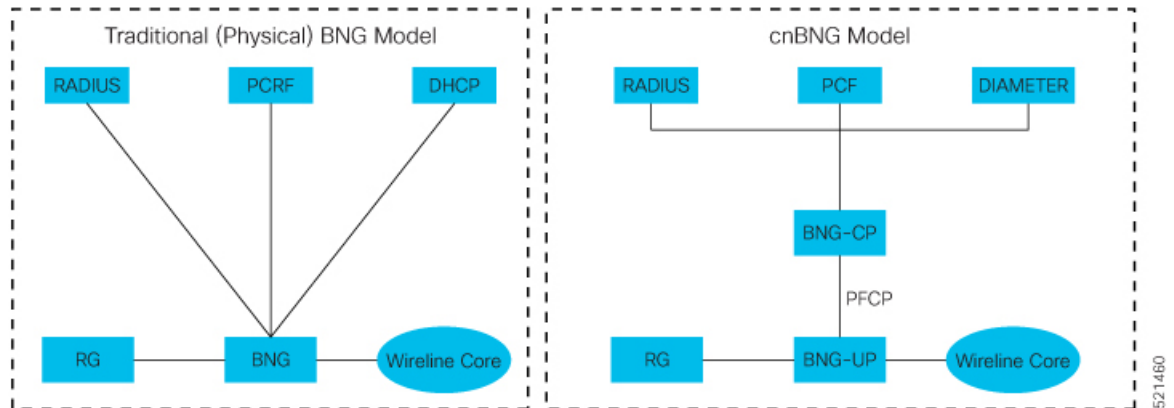 Traditional (Physical) BNG Model
RADIUS
PCRF
DHCP
RG
BNG
Wireline Core
cnBNG Model
RADIUS
PCF
DIAMETER
BNG-CP
PFCP
RG
BNG-UP
Wireline Core
521460